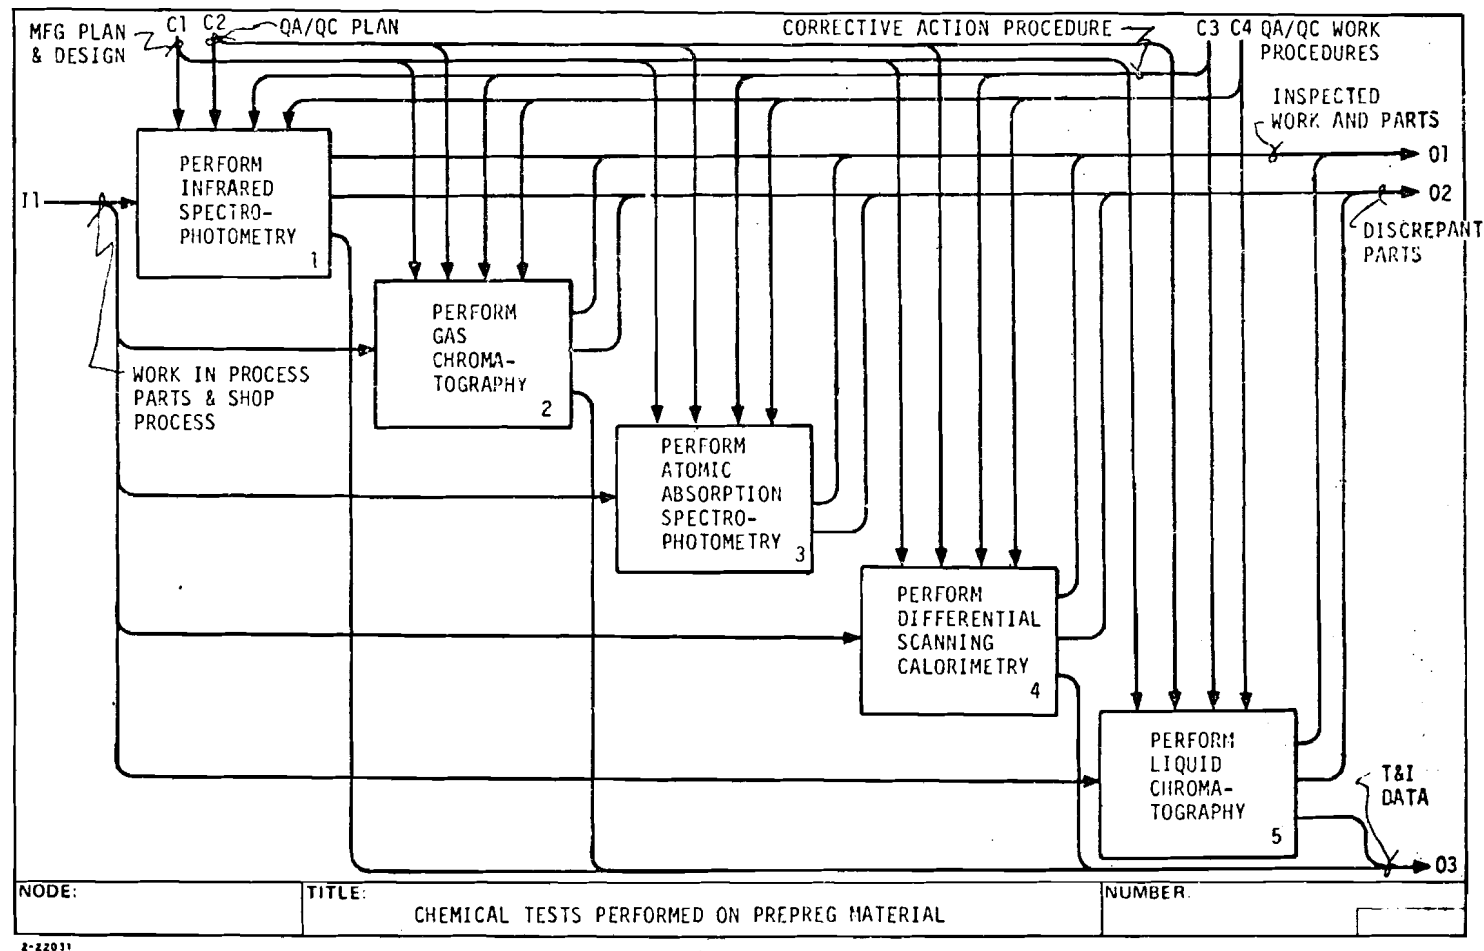 MFG PLAN
& DESIGN
C1 C2
QA/QC PLAN
CORRECTIVE ACTION PROCEDURE
C3 C4 QA/QC WORK
PROCEDURES
INSPECTED
WORK AND PARTS
O1
O2
DISCREPANT
PARTS
I1
PERFORM
INFRARED
SPECTRO-
PHOTOMETRY
1
PERFORM
GAS
CHROMA-
TOGRAPHY
2
WORK IN PROCESS
PARTS & SHOP
PROCESS
PERFORM
ATOMIC
ABSORPTION
SPECTRO-
PHOTOMETRY
3
PERFORM
DIFFERENTIAL
SCANNING
CALORIMETRY
4
PERFORM
LIQUID
CHROMA-
TOGRAPHY
5
T&I
DATA
O3
NODE:
TITLE:
CHEMICAL TESTS PERFORMED ON PREPREG MATERIAL
NUMBER:
2-22031